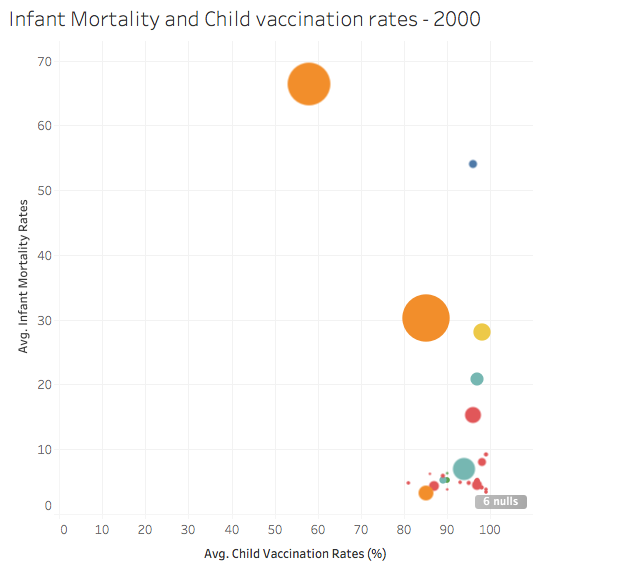 Infant Mortality and Child vaccination rates - 2000
70
60
50
40
30
20
10
0
Avg. Infant Mortality Rates
6 nulls
0 10 20 30 40 50 60 70 80 90 100
Avg. Child Vaccination Rates (%)